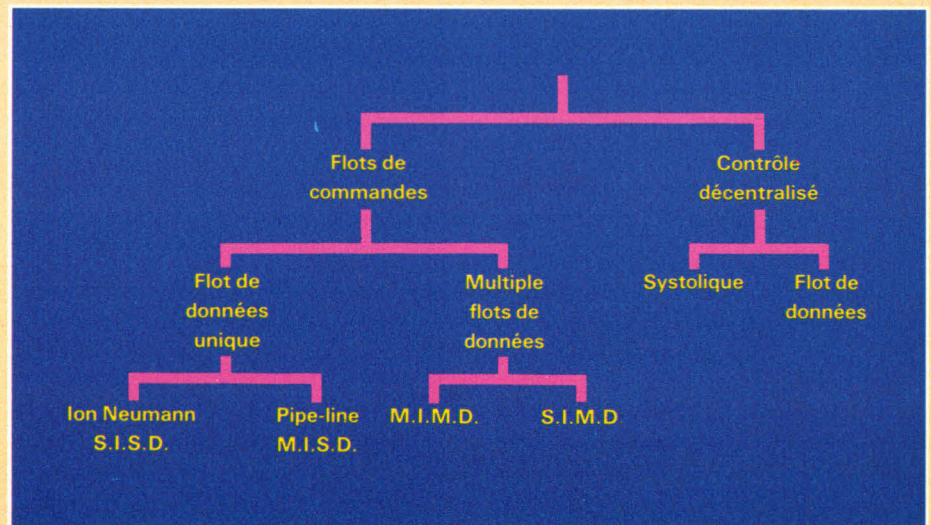 Flots de
commandes
Contrôle
décentralisé
Flot de
données
unique
Multiple
flots de
données
Systolique
Flot de
données
Ion Neumann
S.I.S.D.
Pipe-line
M.I.S.D.
M.I.M.D.
S.I.M.D